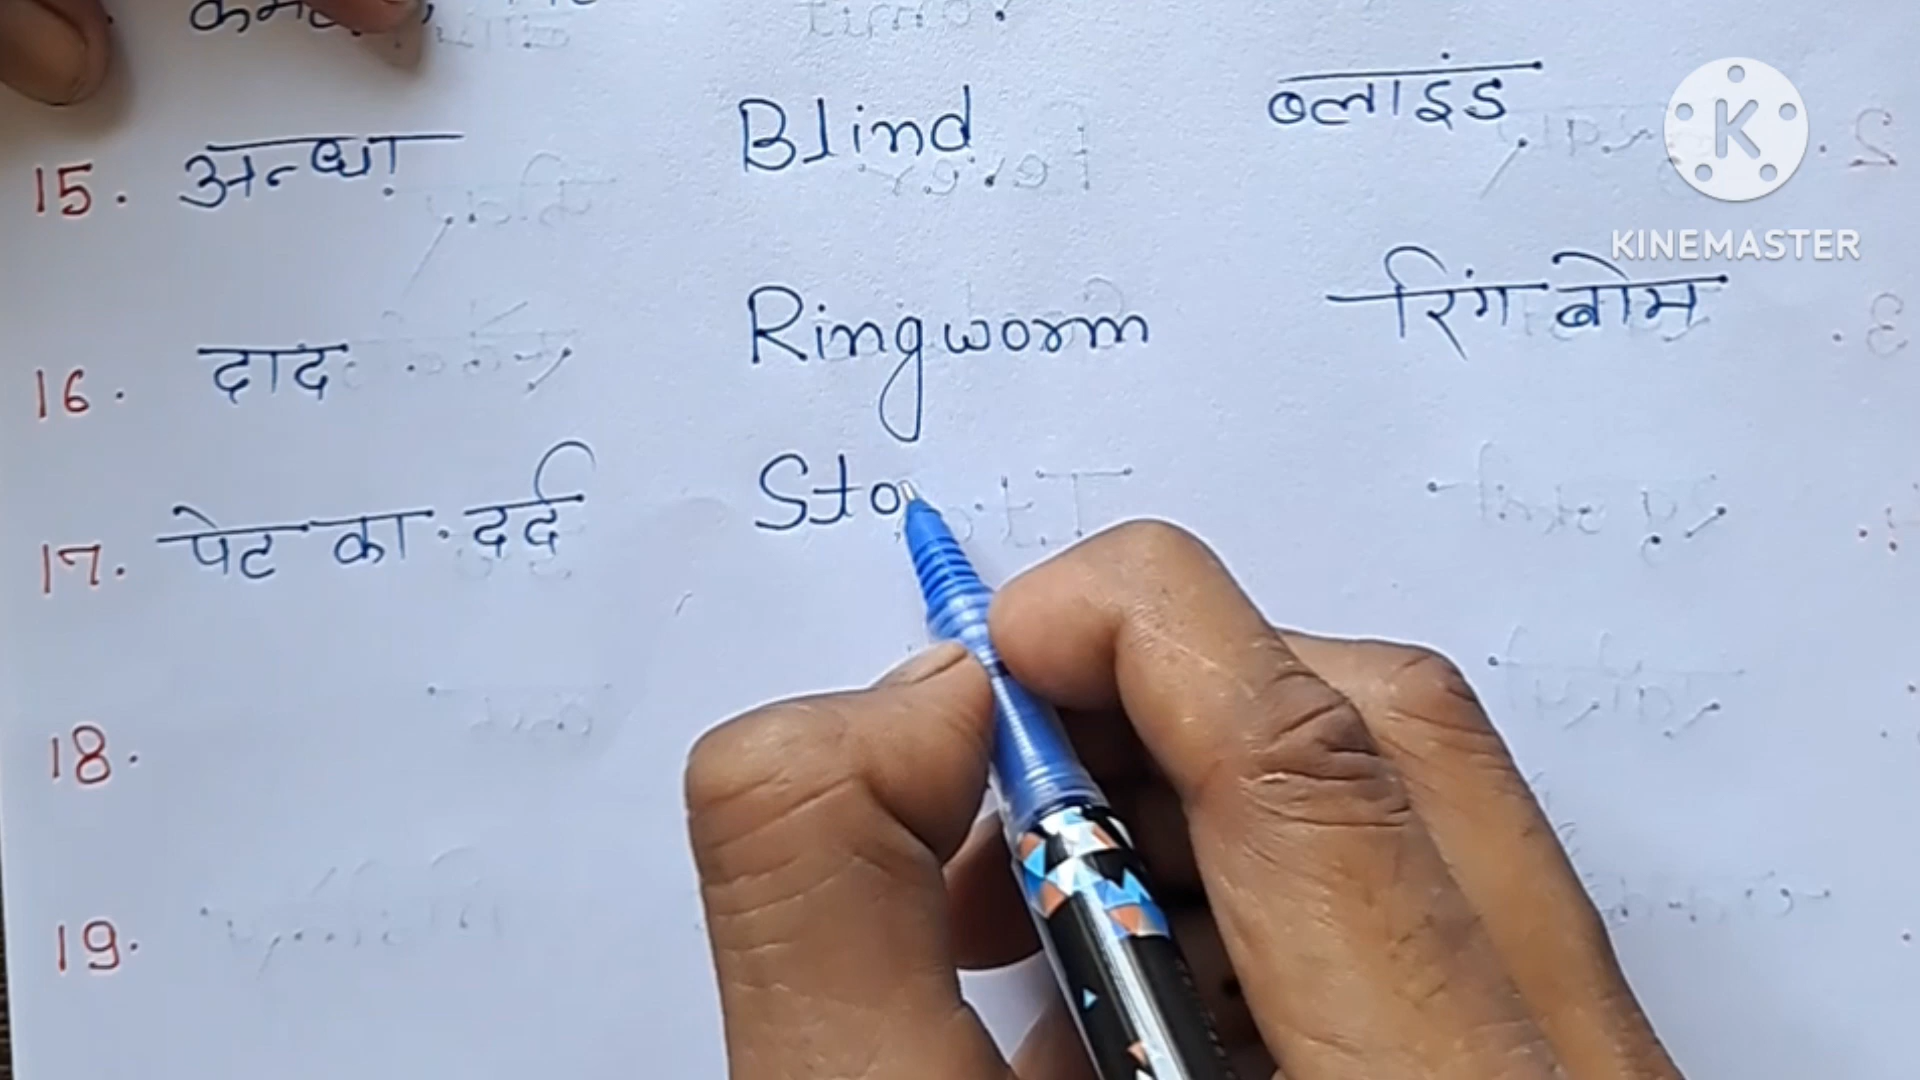 15. अन्धा Blind ब्लाइंड
16. दाद Ringworm रिंग बोम
17. पेट का दर्द Sto
18.
19.
K
KINEMASTER